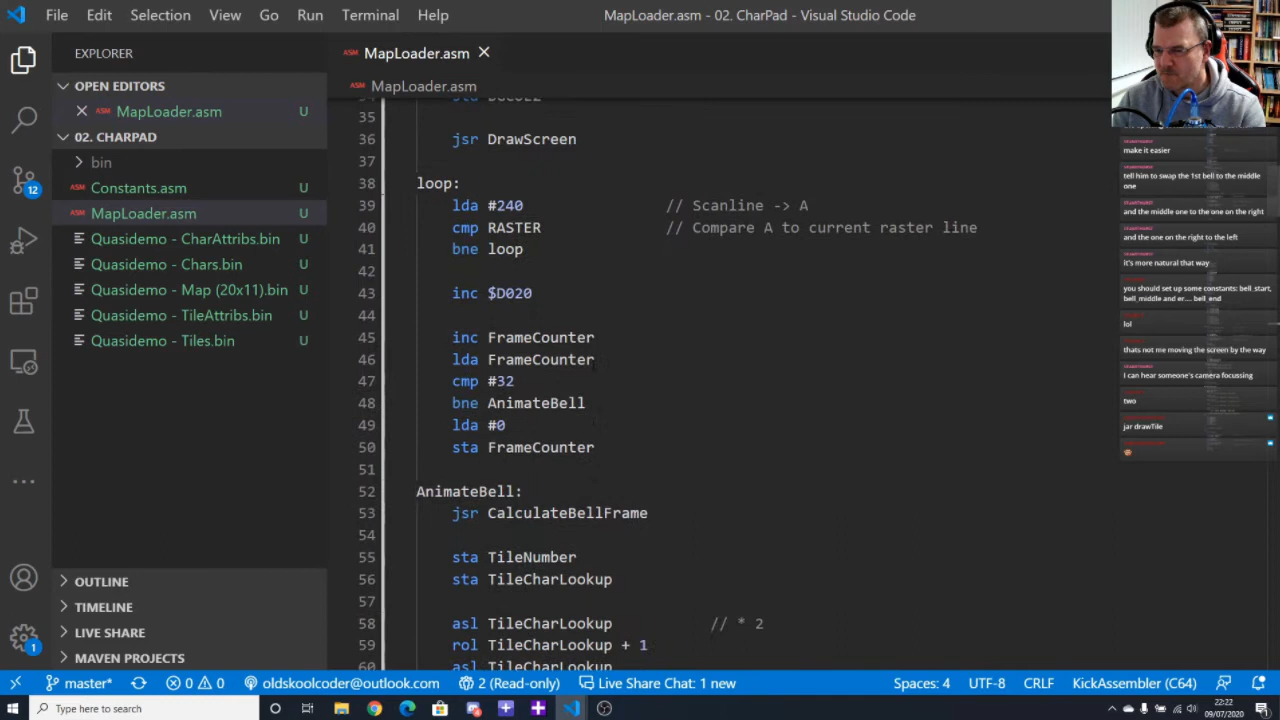 File Edit Selection View Go Run Terminal Help MapLoader.asm - 02. CharPad - Visual Studio Code
EXPLORER
OPEN EDITORS
ASM MapLoader.asm U
02. CHARPAD
bin
ASM Constants.asm U
ASM MapLoader.asm U
Quasidemo - CharAttribs.bin U
Quasidemo - Chars.bin U
Quasidemo - Map (20x11).bin U
Quasidemo - TileAttribs.bin U
Quasidemo - Tiles.bin U
OUTLINE
TIMELINE
LIVE SHARE
MAVEN PROJECTS
12
1
ASM MapLoader.asm
ASM MapLoader.asm
35
36 jsr DrawScreen
37
38 loop:
39 lda #240 // Scanline -> A
40 cmp RASTER // Compare A to current raster line
41 bne loop
42
43 inc $D020
44
45 inc FrameCounter
46 lda FrameCounter
47 cmp #32
48 bne AnimateBell
49 lda #0
50 sta FrameCounter
51
52 AnimateBell:
53 jsr CalculateBellFrame
54
55 sta TileNumber
56 sta TileCharLookup
57
58 asl TileCharLookup // * 2
59 rol TileCharLookup + 1
60 asl TileCharLookup
make it easier
tell him to swap the 1st bell to the middle
one
and the middle one to the one on the right
and the one on the right to the left
it's more natural that way
you should set up some constants: bell_start,
bell_middle and er.... bell_end
lol
thats not me moving the screen by the way
I can hear someone's camera focussing
two
jar drawTile
master* 0 0 oldskoolcoder@outlook.com 2 (Read-only) Live Share Chat: 1 new Spaces: 4 UTF-8 CRLF KickAssembler (C64)
Type here to search
22:22
09/07/2020